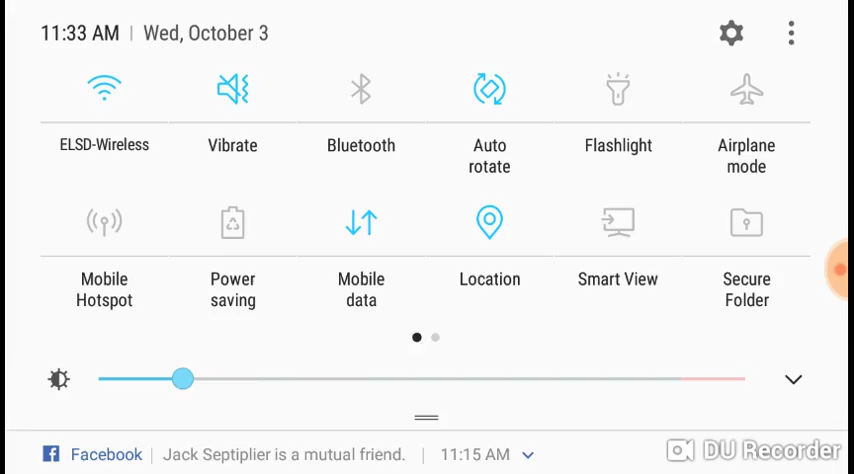 11:33 AM | Wed, October 3
ELSD-Wireless
Vibrate
Bluetooth
Auto
rotate
Flashlight
Airplane
mode
Mobile
Hotspot
Power
saving
Mobile
data
Location
Smart View
Secure
Folder
Facebook | Jack Septiplier is a mutual friend. | 11:15 AM
DU Recorder